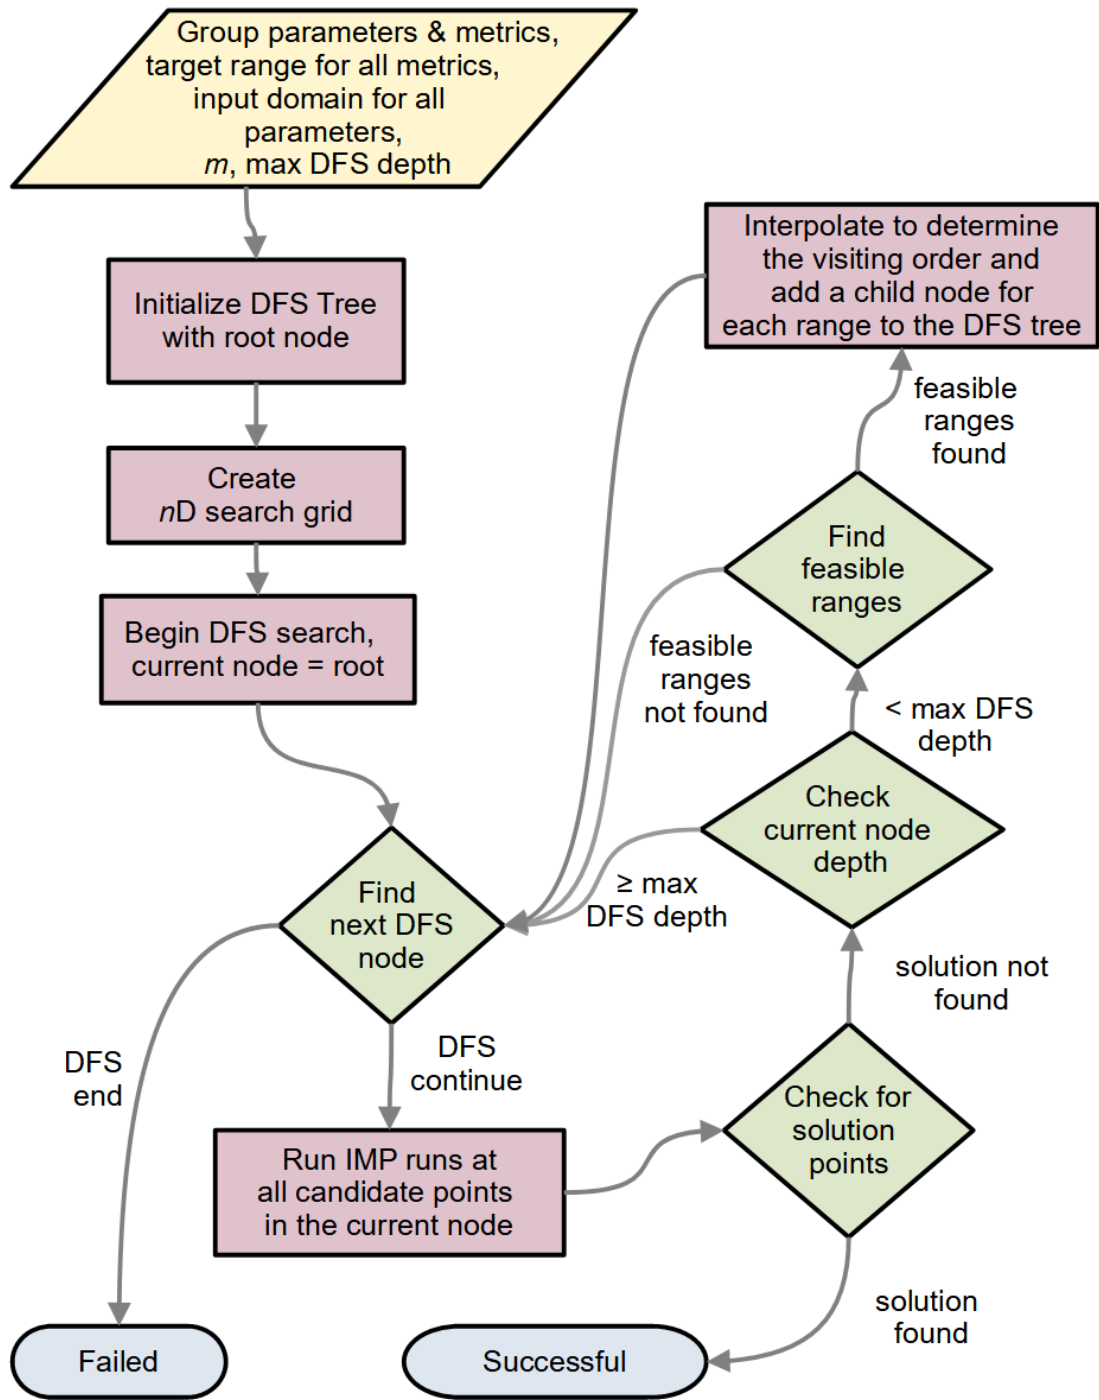 Group parameters & metrics,
target range for all metrics,
input domain for all
parameters,
m, max DFS depth
Initialize DFS Tree
with root node
Create
nD search grid
Begin DFS search,
current node = root
Find
next DFS
node
DFS
end
DFS
continue
Run IMP runs at
all candidate points
in the current node
Failed
Successful
Interpolate to determine
the visiting order and
add a child node for
each range to the DFS tree
feasible
ranges
found
Find
feasible
ranges
feasible
ranges
not found
< max DFS
depth
Check
current node
depth
≥ max
DFS depth
solution not
found
Check for
solution
points
solution
found